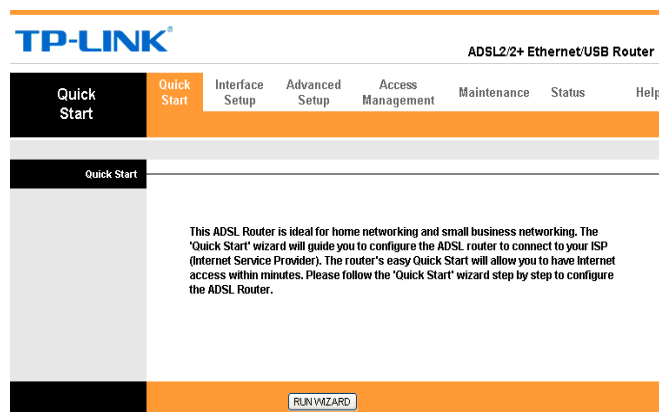 TP-LINK®
ADSL2/2+ Ethernet/USB Router
Quick
Start
Quick
Start
Interface
Setup
Advanced
Setup
Access
Management
Maintenance
Status
Help
Quick Start
This ADSL Router is ideal for home networking and small business networking. The
'Quick Start' wizard will guide you to configure the ADSL router to connect to your ISP
(Internet Service Provider). The router's easy Quick Start will allow you to have Internet
access within minutes. Please follow the 'Quick Start' wizard step by step to configure
the ADSL Router.
RUN WIZARD